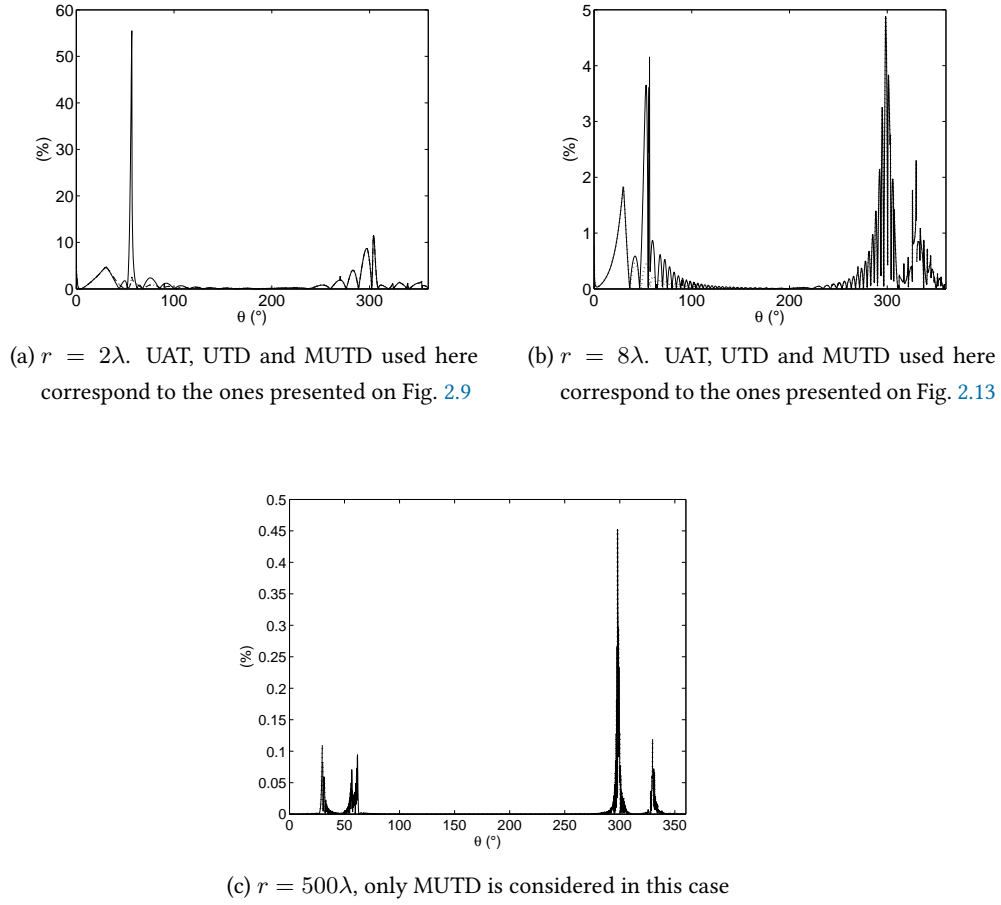 60
50
40
30
20
10
0
(%)
0 100 200 300
θ (°)
(a) r = 2λ. UAT, UTD and MUTD used here
correspond to the ones presented on Fig. 2.9
5
4
3
2
1
0
(%)
0 100 200 300
θ (°)
(b) r = 8λ. UAT, UTD and MUTD used here
correspond to the ones presented on Fig. 2.13
0.5
0.45
0.4
0.35
0.3
0.25
0.2
0.15
0.1
0.05
0
(%)
0 50 100 150 200 250 300 350
θ (°)
(c) r = 500λ, only MUTD is considered in this case